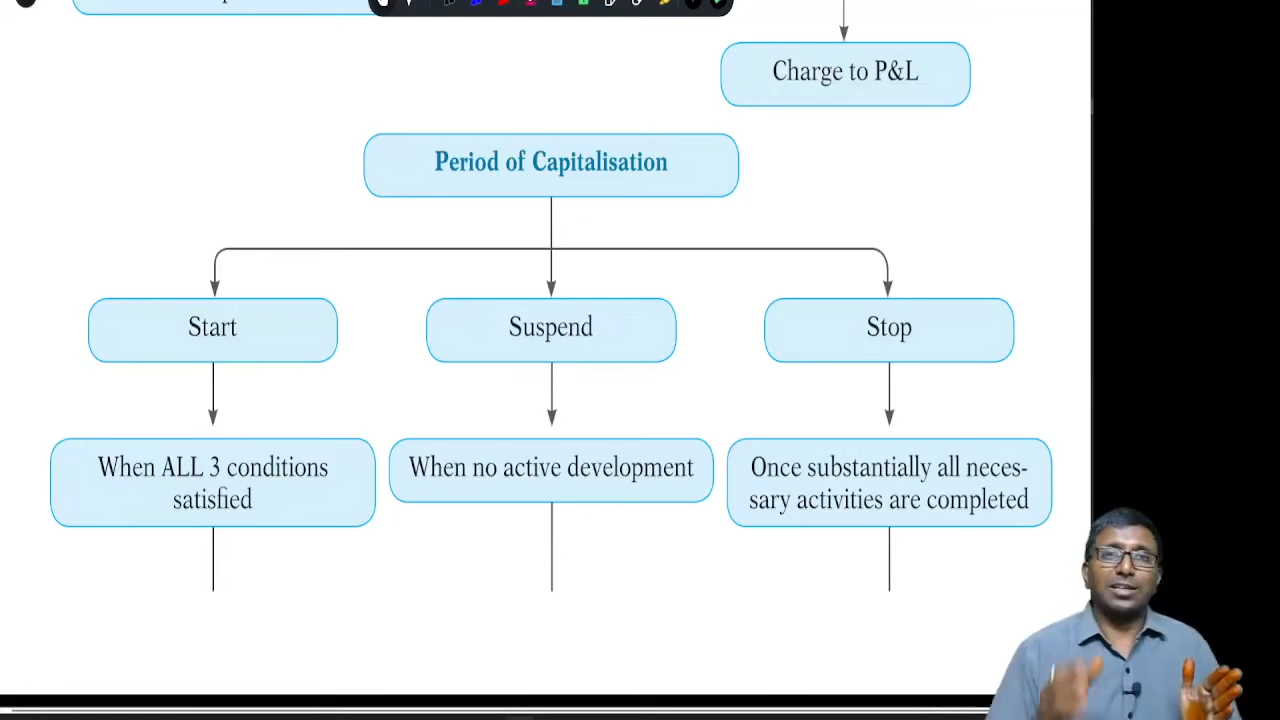 Charge to P&L
Period of Capitalisation
Start
Suspend
Stop
When ALL 3 conditions
satisfied
When no active development
Once substantially all neces-
sary activities are completed